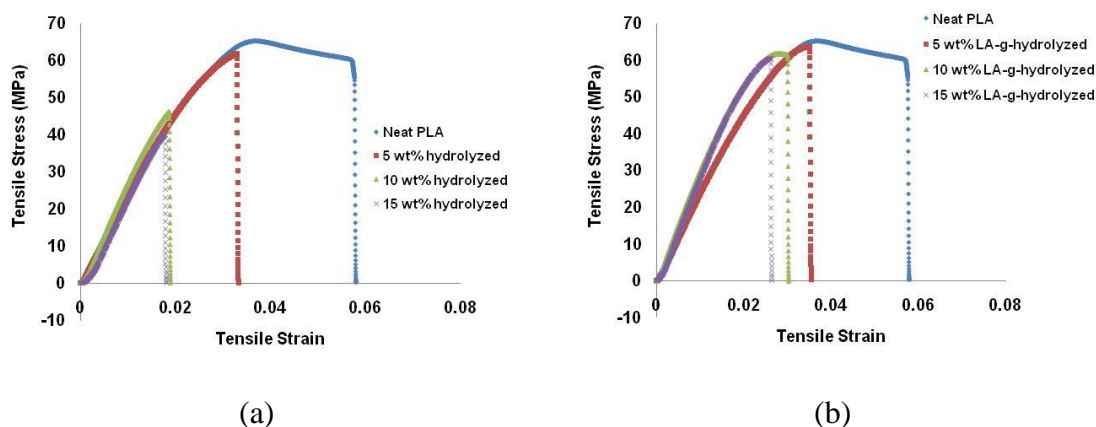 70
60
50
40
30
20
10
0
-10
Tensile Stress (MPa)
0
0.02
0.04
0.06
0.08
Tensile Strain
Neat PLA
5 wt% hydrolyzed
10 wt% hydrolyzed
15 wt% hydrolyzed
(a)
70
60
50
40
30
20
10
0
-10
Tensile Stress (MPa)
0
0.02
0.04
0.06
0.08
Tensile Strain
Neat PLA
5 wt% LA-g-hydrolyzed
10 wt% LA-g-hydrolyzed
15 wt% LA-g-hydrolyzed
(b)